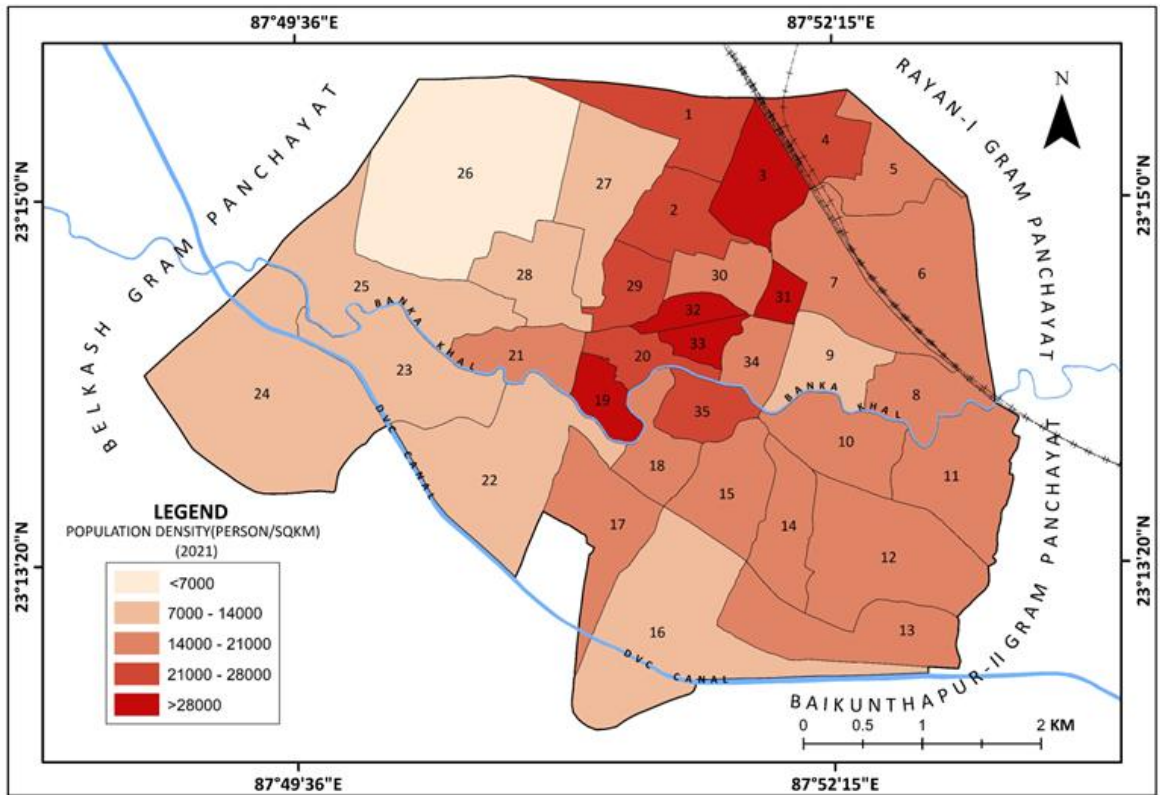 87°49'36"E
87°52'15"E
23°15'0"N
23°15'0"N
BELKASH GRAM PANCHAYAT
RAYAN-I GRAM PANCHAYAT
N
1
4
5
26
27
3
2
6
28
30
29
7
31
25
32
33
BANKA KHAL
21
20
34
9
23
24
19
35
8
BANKA KHAL
10
DVC CANAL
22
18
15
11
17
14
12
16
13
DVC CANAL
BAIKUNTHAPUR-II GRAM PANCHAYAT
LEGEND
POPULATION DENSITY(PERSON/SQKM)
(2021)
<7000
7000 - 14000
14000 - 21000
21000 - 28000
>28000
23°13'20"N
23°13'20"N
0 0.5 1 2 KM
87°49'36"E
87°52'15"E